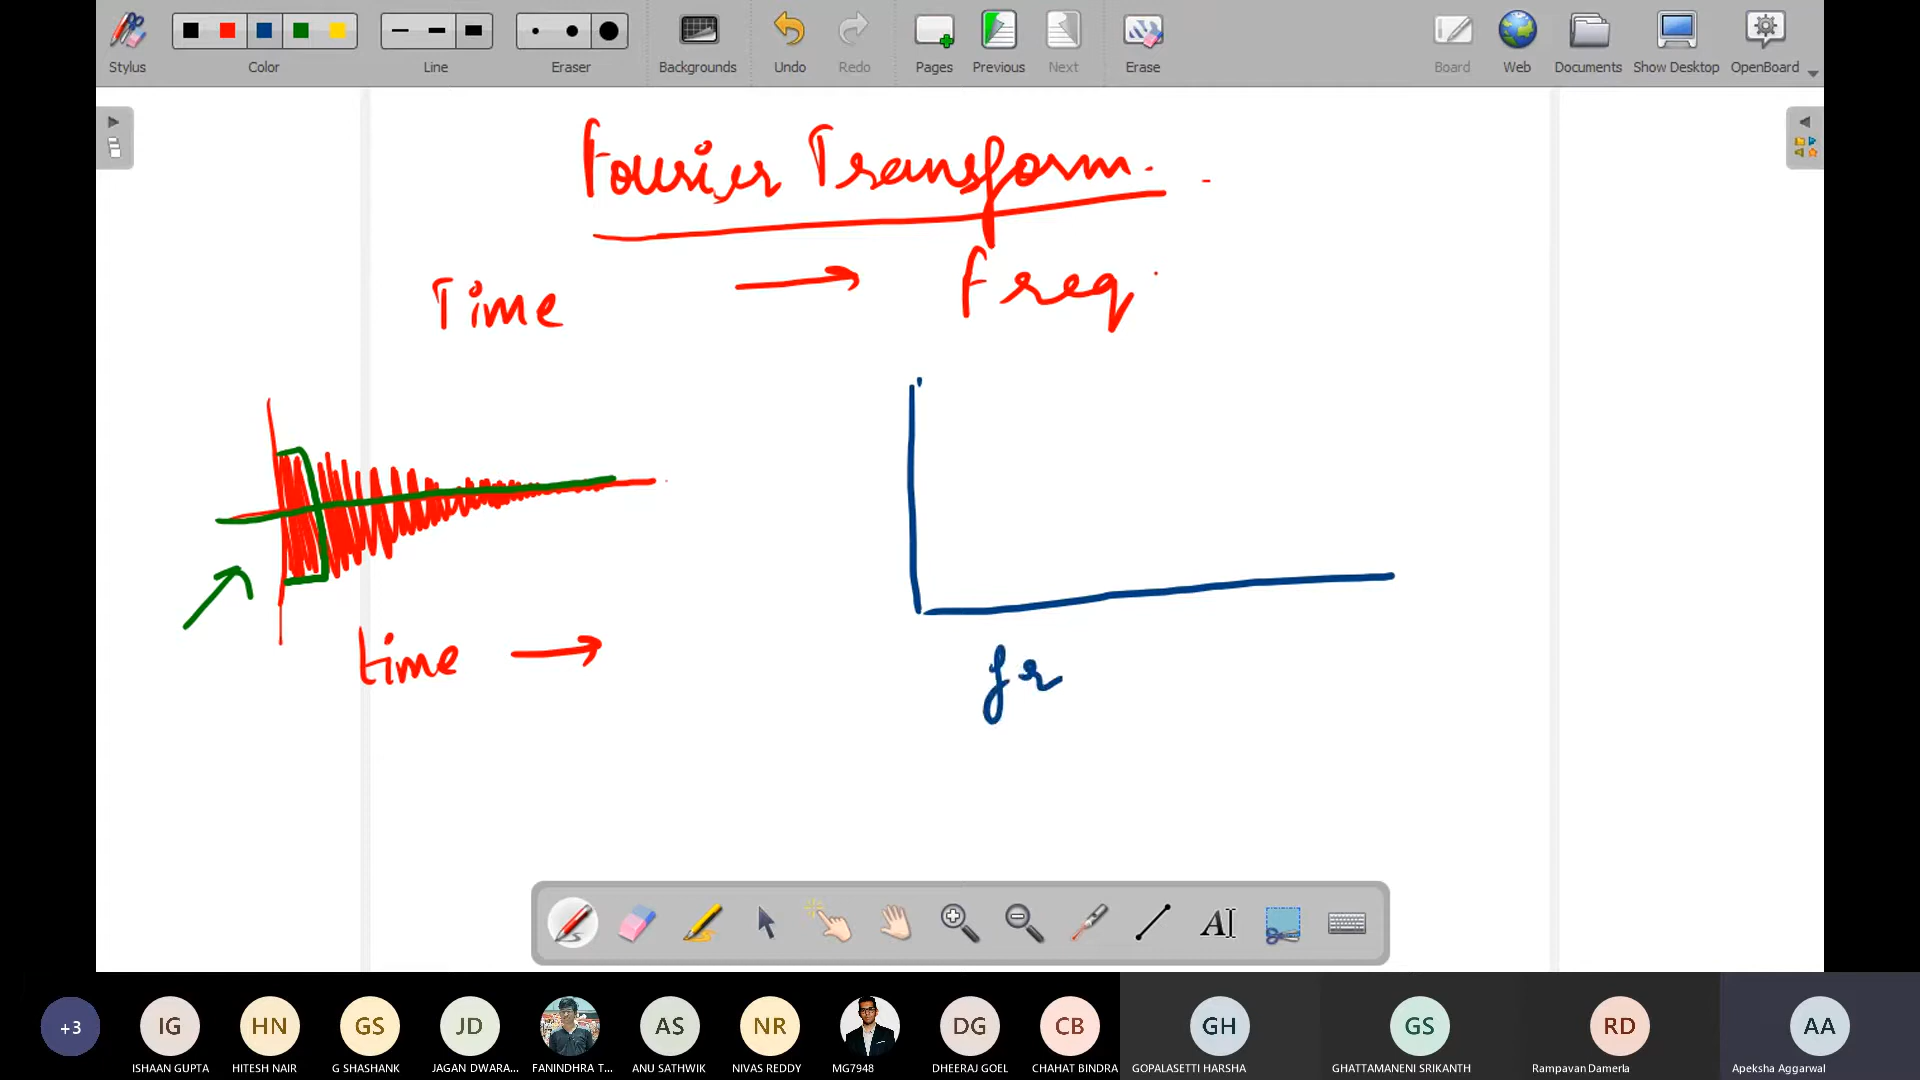 Stylus Color Line Eraser Backgrounds Undo Redo Pages Previous Next Erase Board Web Documents Show Desktop OpenBoard
Fourier Transform.
Time → Freq.
time →
fr
AI
+3 IG HN GS JD AS NR DG CB GH GS RD AA
ISHAAN GUPTA HITESH NAIR G SHASHANK JAGAN DWARA... FANINDHRA T... ANU SATHWIK NIVAS REDDY MG7948 DHEERAJ GOEL CHAHAT BINDRA GOPALASETTI HARSHA GHATTAMANENI SRIKANTH Rampavan Damerla Apeksha Aggarwal